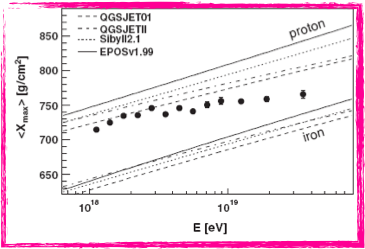 QGSJET01
QGSJETII
Sibyll2.1
EPOSv1.99
proton
iron
850
800
750
700
650
<Xmax> [g/cm²]
10¹⁸
10¹⁹
E [eV]